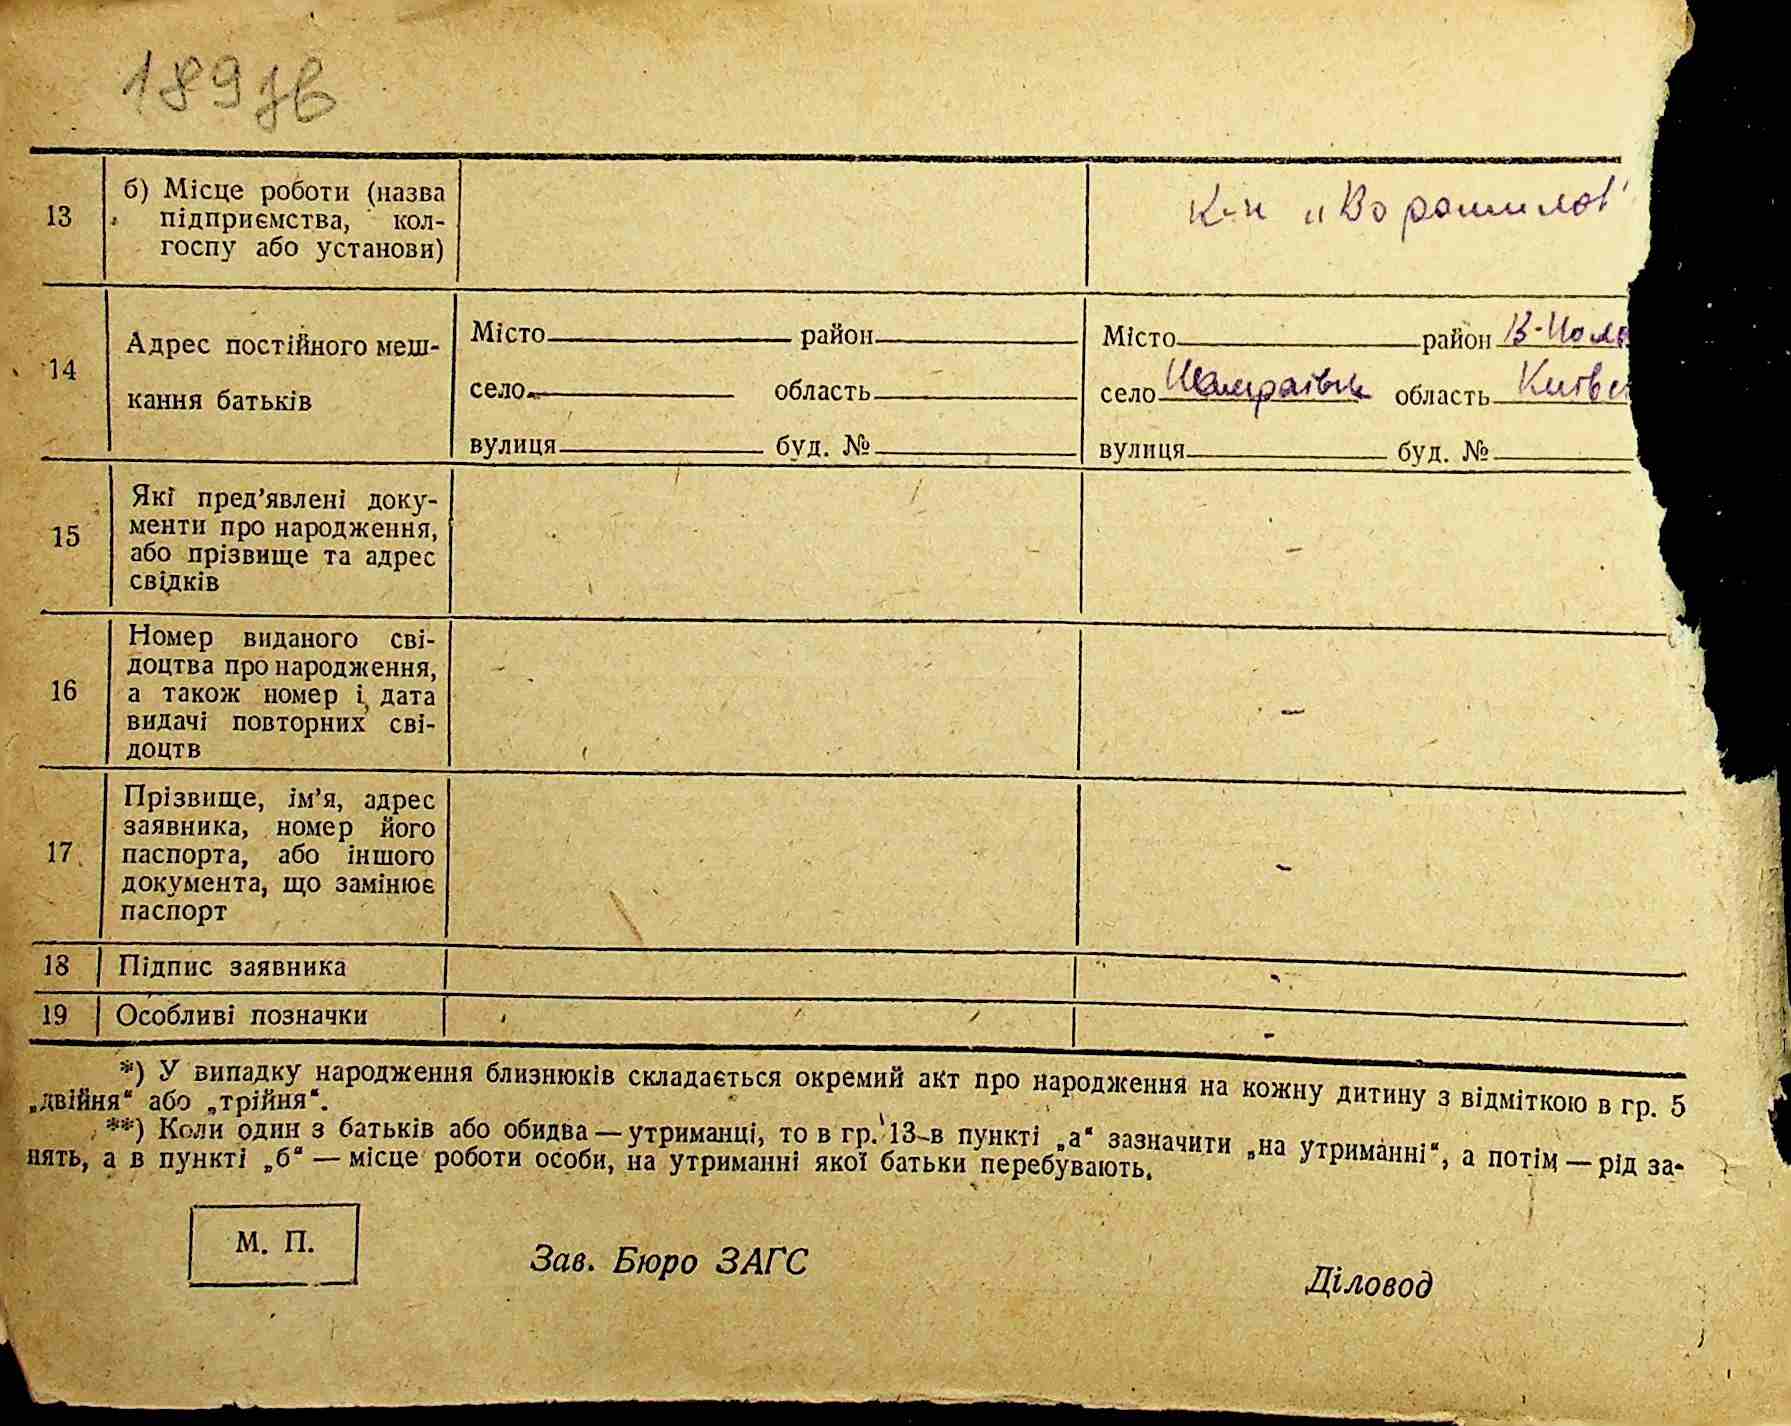 189зв
13 б) Місце роботи (назва
підприємства, кол-
госпу або установи)
К-п „Ворошилов
14 Адрес постійного меш-
кання батьків
Місто район
село область
вулиця буд. №
Місто район В-Поло
село Шамраївка област​ь Київс
вулиця буд. №
15 Які пред’явлені доку-
менти про народження,
або прізвище та адрес
свідків
-
16 Номер виданого сві-
доцтва про народження,
а також номер і дата
видачі повторних сві-
доцтв
-
17 Прізвище, ім’я, адрес
заявника, номер його
паспорта, або іншого
документа, що замінює
паспорт
-
18 Підпис заявника
-
19 Особливі позначки
-
*) У випадку народження близнюків складається окремий акт про народження на кожну дитину з відміткою в гр. 5
„двійня“ або „трійня“.
**) Коли один з батьків або обидва — утриманці, то в гр. 13-в пункті „а“ зазначити „на утриманні“, а потім — рід за-
нять, а в пункті „б“ — місце роботи особи, на утриманні якої батьки перебувають.
М. П.
Зав. Бюро ЗАГС
Діловод